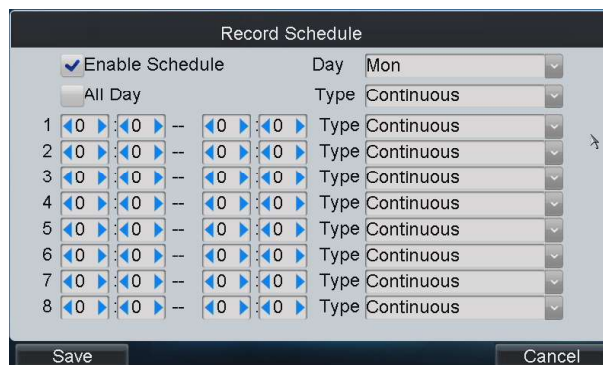 Record Schedule
Enable Schedule Day Mon
All Day Type Continuous
1 0 : 0 -- 0 : 0 Type Continuous
2 0 : 0 -- 0 : 0 Type Continuous
3 0 : 0 -- 0 : 0 Type Continuous
4 0 : 0 -- 0 : 0 Type Continuous
5 0 : 0 -- 0 : 0 Type Continuous
6 0 : 0 -- 0 : 0 Type Continuous
7 0 : 0 -- 0 : 0 Type Continuous
8 0 : 0 -- 0 : 0 Type Continuous
Save Cancel